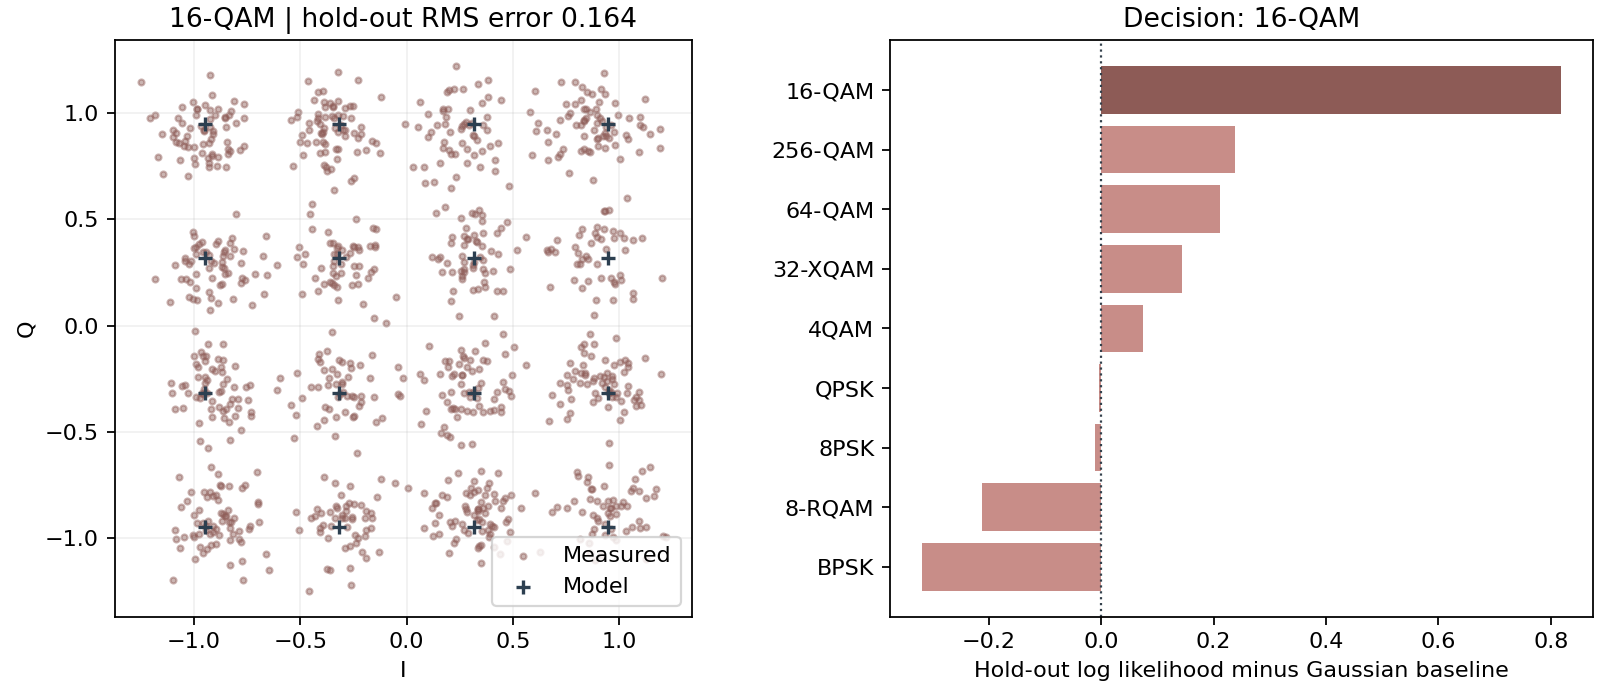 16-QAM | hold-out RMS error 0.164
1.0
0.5
0.0
−0.5
−1.0
Q
−1.0 −0.5 0.0 0.5 1.0
I
Measured
Model
Decision: 16-QAM
16-QAM
256-QAM
64-QAM
32-XQAM
4QAM
QPSK
8PSK
8-RQAM
BPSK
−0.2 0.0 0.2 0.4 0.6 0.8
Hold-out log likelihood minus Gaussian baseline